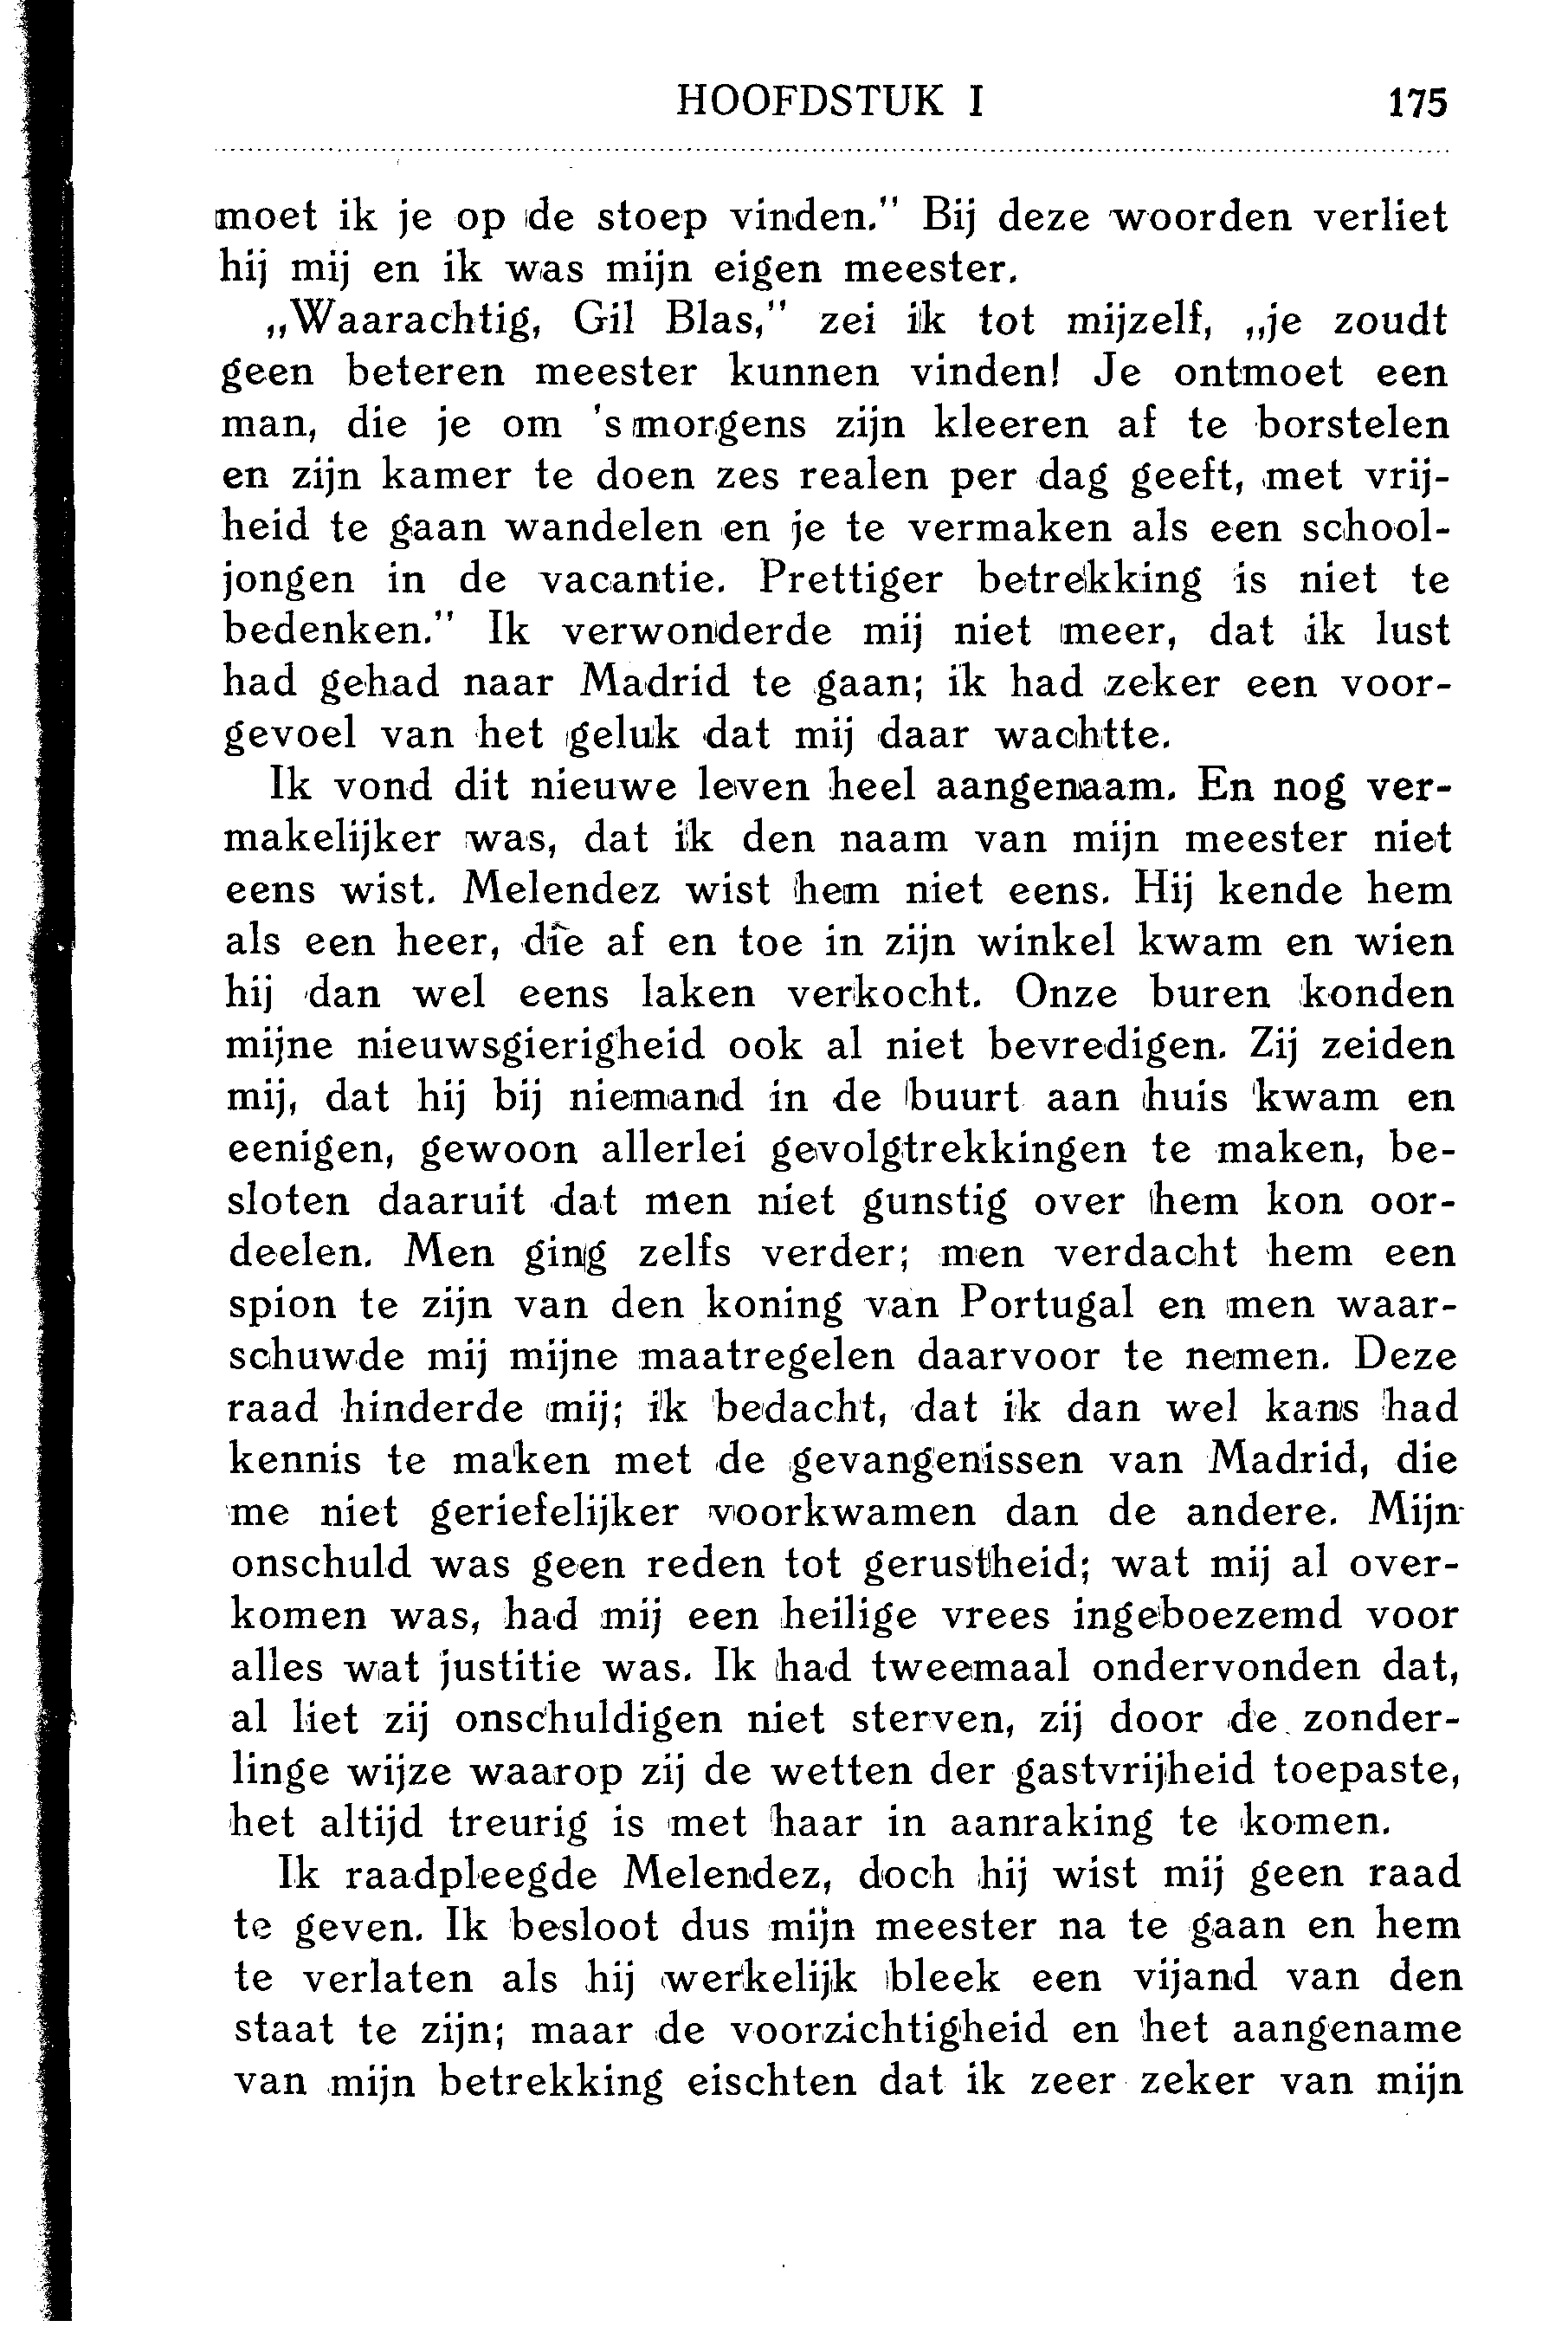 HOOFDSTUK I 175
moet ik je op de stoep vinden." Bij deze woorden verliet
hij mij en ik was mijn eigen meester.
„Waarachtig, Gil Blas," zei ik tot mijzelf, „je zoudt
geen beteren meester kunnen vinden! Je ontmoet een
man, die je om 's morgens zijn kleeren af te borstelen
en zijn kamer te doen zes realen per dag geeft, met vrij-
heid te gaan wandelen en je te vermaken als een school-
jongen in de vacantie. Prettiger betrekking is niet te
bedenken." Ik verwonderde mij niet meer, dat ik lust
had gehad naar Madrid te gaan; ik had zeker een voor-
gevoel van het geluk dat mij daar wachtte.
Ik vond dit nieuwe leven heel aangenaam. En nog ver-
makelijker was, dat ik den naam van mijn meester niet
eens wist. Melendez wist hem niet eens. Hij kende hem
als een heer, die af en toe in zijn winkel kwam en wien
hij dan wel eens laken verkocht. Onze buren konden
mijne nieuwsgierigheid ook al niet bevredigen. Zij zeiden
mij, dat hij bij niemand in de buurt aan huis kwam en
eenigen, gewoon allerlei gevolgtrekkingen te maken, be-
sloten daaruit dat men niet gunstig over hem kon oor-
deelen. Men ging zelfs verder; men verdacht hem een
spion te zijn van den koning van Portugal en men waar-
schuwde mij mijne maatregelen daarvoor te nemen. Deze
raad hinderde mij; ik bedacht, dat ik dan wel kans had
kennis te maken met de gevangenissen van Madrid, die
me niet geriefelijker voorkwamen dan de andere. Mijn
onschuld was geen reden tot gerustheid; wat mij al over-
komen was, had mij een heilige vrees ingeboezemd voor
alles wat justitie was. Ik had tweemaal ondervonden dat,
al liet zij onschuldigen niet sterven, zij door de zonder-
linge wijze waarop zij de wetten der gastvrijheid toepaste,
het altijd treurig is met haar in aanraking te komen.
Ik raadpleegde Melendez, doch hij wist mij geen raad
te geven. Ik besloot dus mijn meester na te gaan en hem
te verlaten als hij werkelijk bleek een vijand van den
staat te zijn; maar de voorzichtigheid en het aangename
van mijn betrekking eischten dat ik zeer zeker van mijn